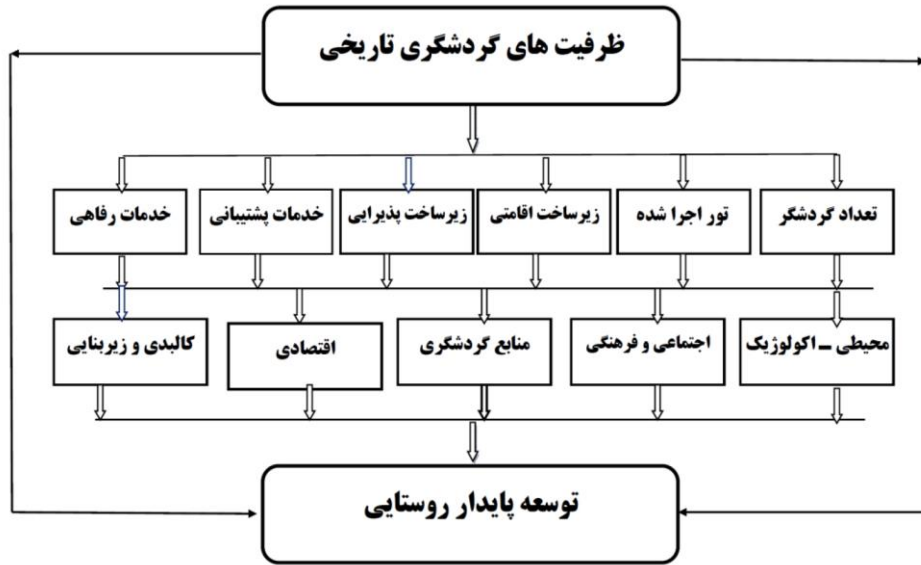 ظرفیت های گردشگری تاریخی
تعداد گردشگر
تور اجرا شده
زیرساخت اقامتی
زیرساخت پذیرایی
خدمات پشتیبانی
خدمات رفاهی
محیطی ــ اکولوژیک
اجتماعی و فرهنگی
منابع گردشگری
اقتصادی
کالبدی و زیربنایی
توسعه پایدار روستایی